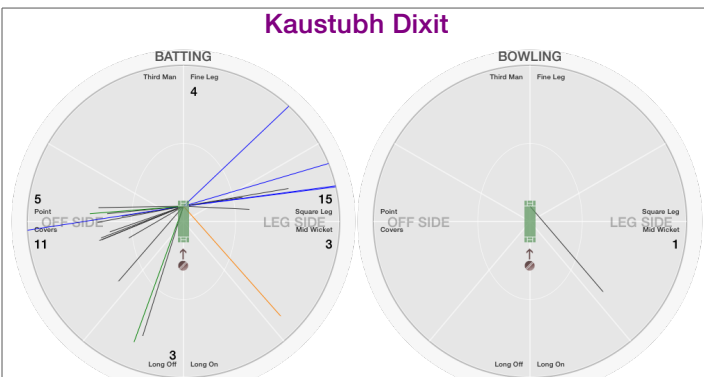 Kaustubh Dixit
BATTING
Third Man
Fine Leg
4
5
Point
OFF SIDE
Covers
11
15
Square Leg
LEG SIDE
Mid Wicket
3
3
Long Off
Long On
BOWLING
Third Man
Fine Leg
Point
OFF SIDE
Covers
Square Leg
LEG SIDE
Mid Wicket
1
Long Off
Long On